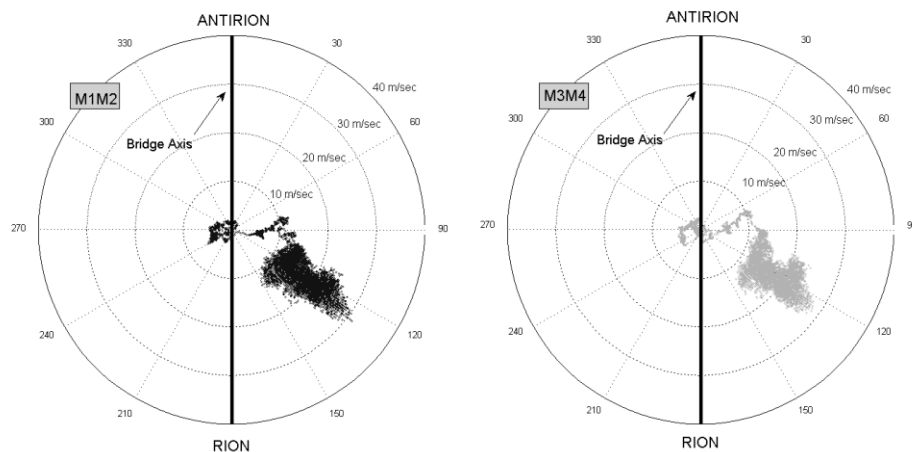 ANTIRION
330
30
M1M2
40 m/sec
300
30 m/sec
60
Bridge Axis
20 m/sec
10 m/sec
270
90
240
120
210
150
RION
ANTIRION
330
30
M3M4
40 m/sec
300
30 m/sec
60
Bridge Axis
20 m/sec
10 m/sec
270
9
240
120
210
150
RION